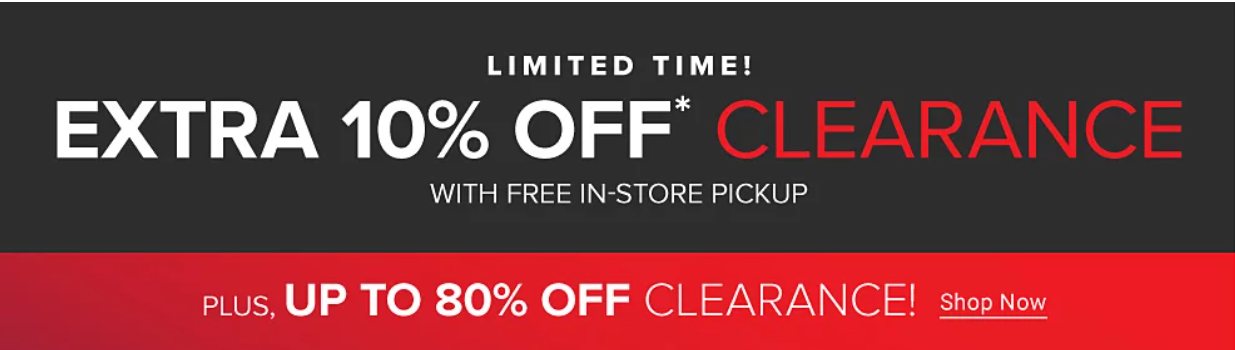 LIMITED TIME!
EXTRA 10% OFF* CLEARANCE
WITH FREE IN-STORE PICKUP
PLUS, UP TO 80% OFF CLEARANCE! Shop Now